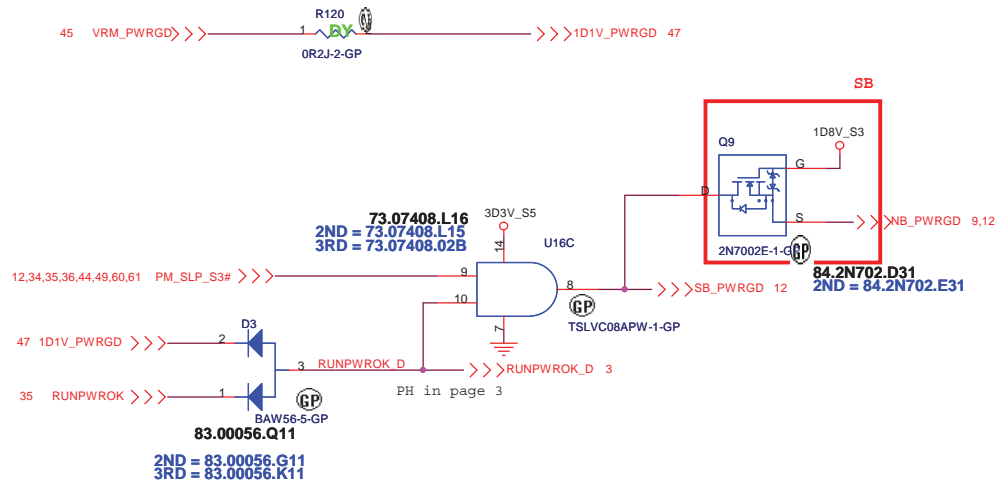 R120
45 VRM_PWRGD 1 DY 2 1D1V_PWRGD 47
0R2J-2-GP
SB
1D8V_S3
Q9
G
D
S
NB_PWRGD 9,12
2N7002E-1-GP
GP
84.2N702.D31
2ND = 84.2N702.E31
73.07408.L16
2ND = 73.07408.L15
3RD = 73.07408.02B
3D3V_S5
14
U16C
12,34,35,36,44,49,60,61 PM_SLP_S3# 9
10
8
SB_PWRGD 12
GP
TSLVC08APW-1-GP
7
D3
47 1D1V_PWRGD 2
3 RUNPWROK_D
RUNPWROK_D 3
PH in page 3
35 RUNPWROK 1
GP
BAW56-5-GP
83.00056.Q11
2ND = 83.00056.G11
3RD = 83.00056.K11